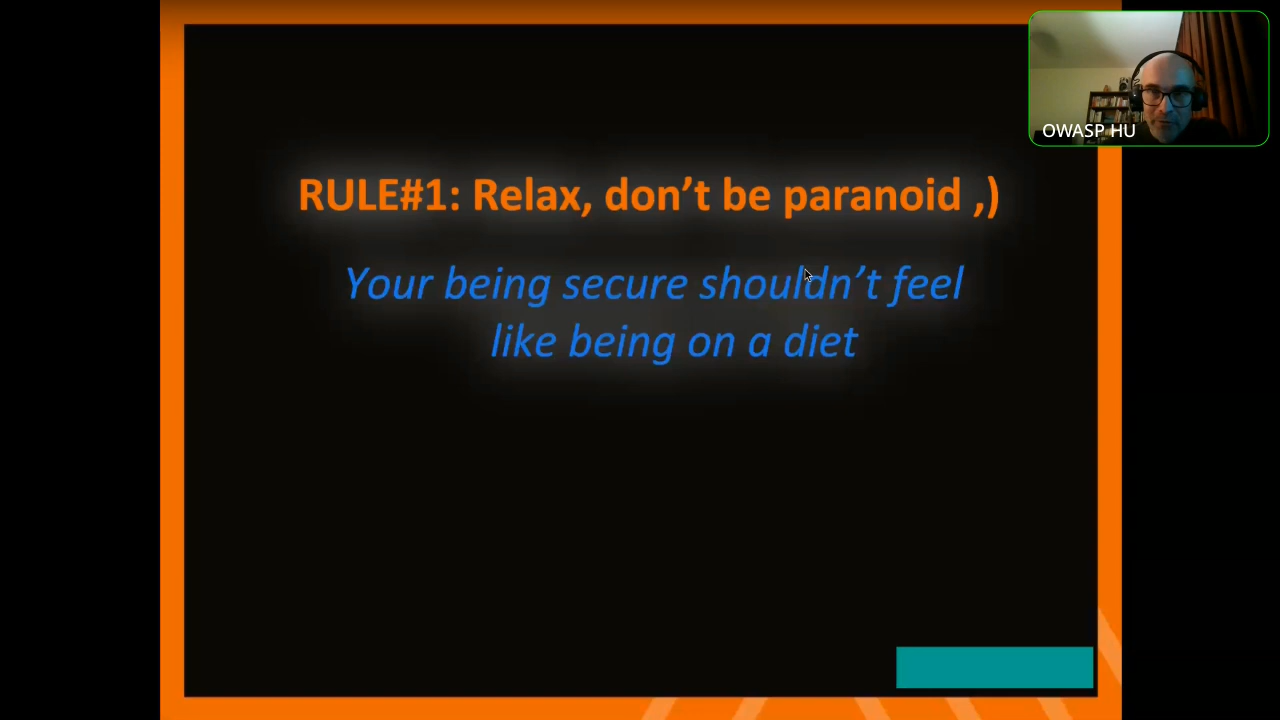 RULE#1: Relax, don’t be paranoid ,)
Your being secure shouldn’t feel
like being on a diet
OWASP HU